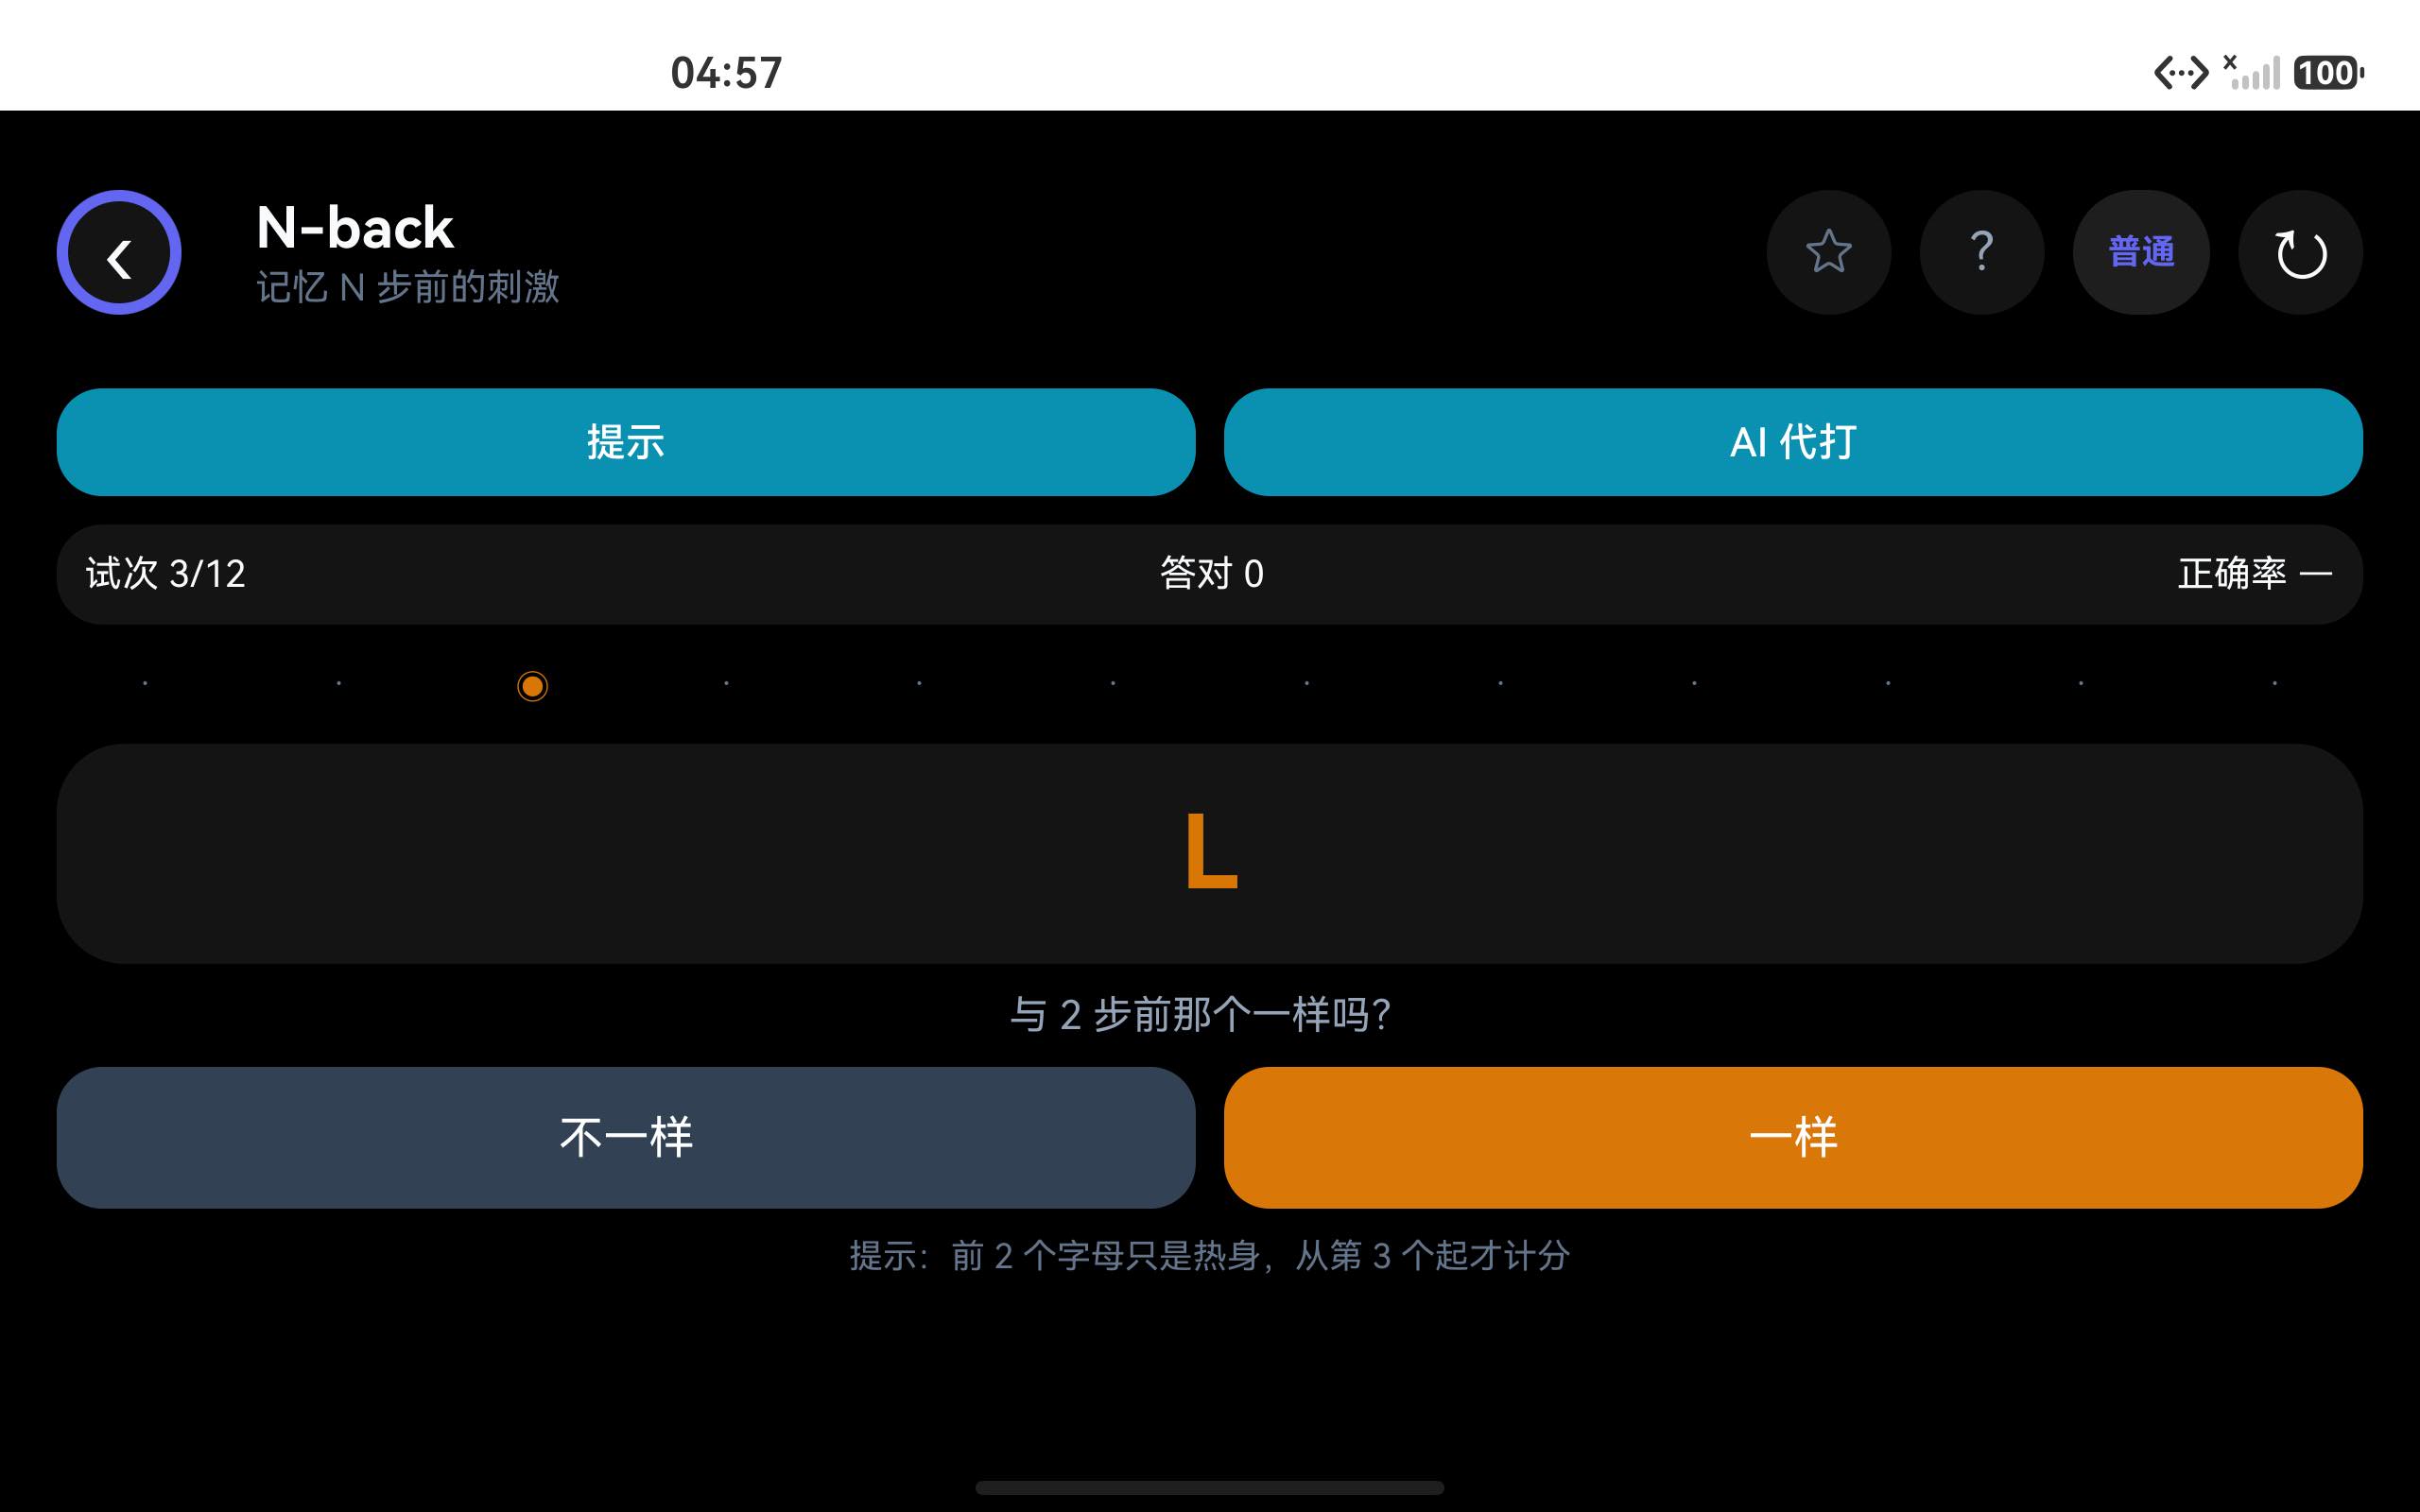 04:57
100
N-back
记忆 N 步前的刺激
?
普通
提示
AI 代打
试次 3/12
答对 0
正确率 —
L
与 2 步前那个一样吗？
不一样
一样
提示：前 2 个字母只是热身，从第 3 个起才计分